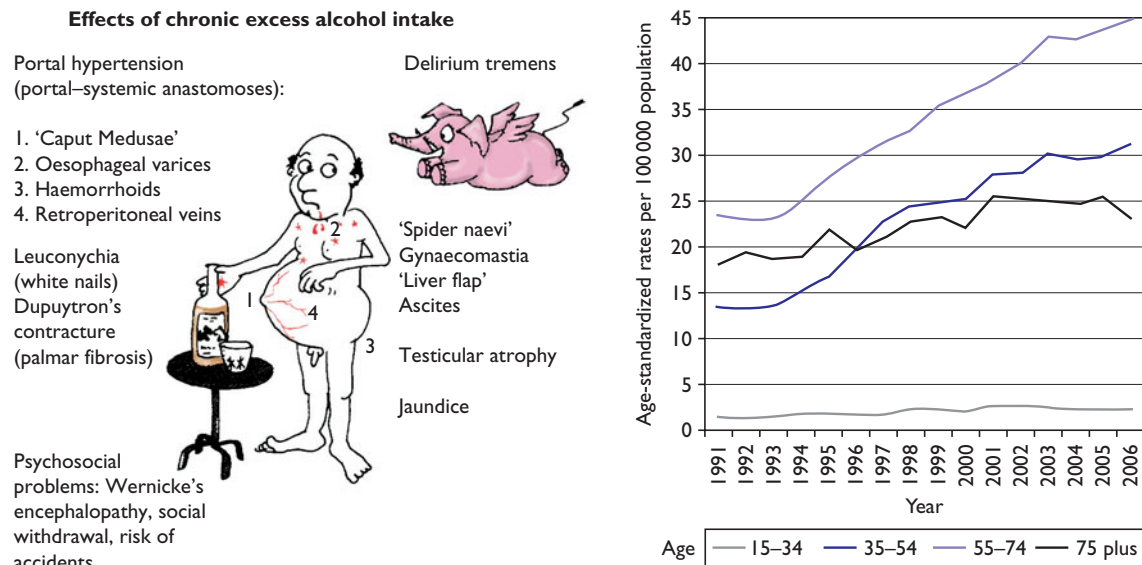 Effects of chronic excess alcohol intake
Portal hypertension
(portal–systemic anastomoses):
1. ‘Caput Medusae’
2. Oesophageal varices
3. Haemorrhoids
4. Retroperitoneal veins
Leuconychia
(white nails)
Dupuytron’s
contracture
(palmar fibrosis)
Psychosocial
problems: Wernicke’s
encephalopathy, social
withdrawal, risk of
accidents
Delirium tremens
2
1
4
3
‘Spider naevi’
Gynaecomastia
‘Liver flap’
Ascites
Testicular atrophy
Jaundice
Age-standardized rates per 100 000 population
45
40
35
30
25
20
15
10
5
0
1991
1992
1993
1994
1995
1996
1997
1998
1999
2000
2001
2002
2003
2004
2005
2006
Year
Age 15–34 35–54 55–74 75 plus